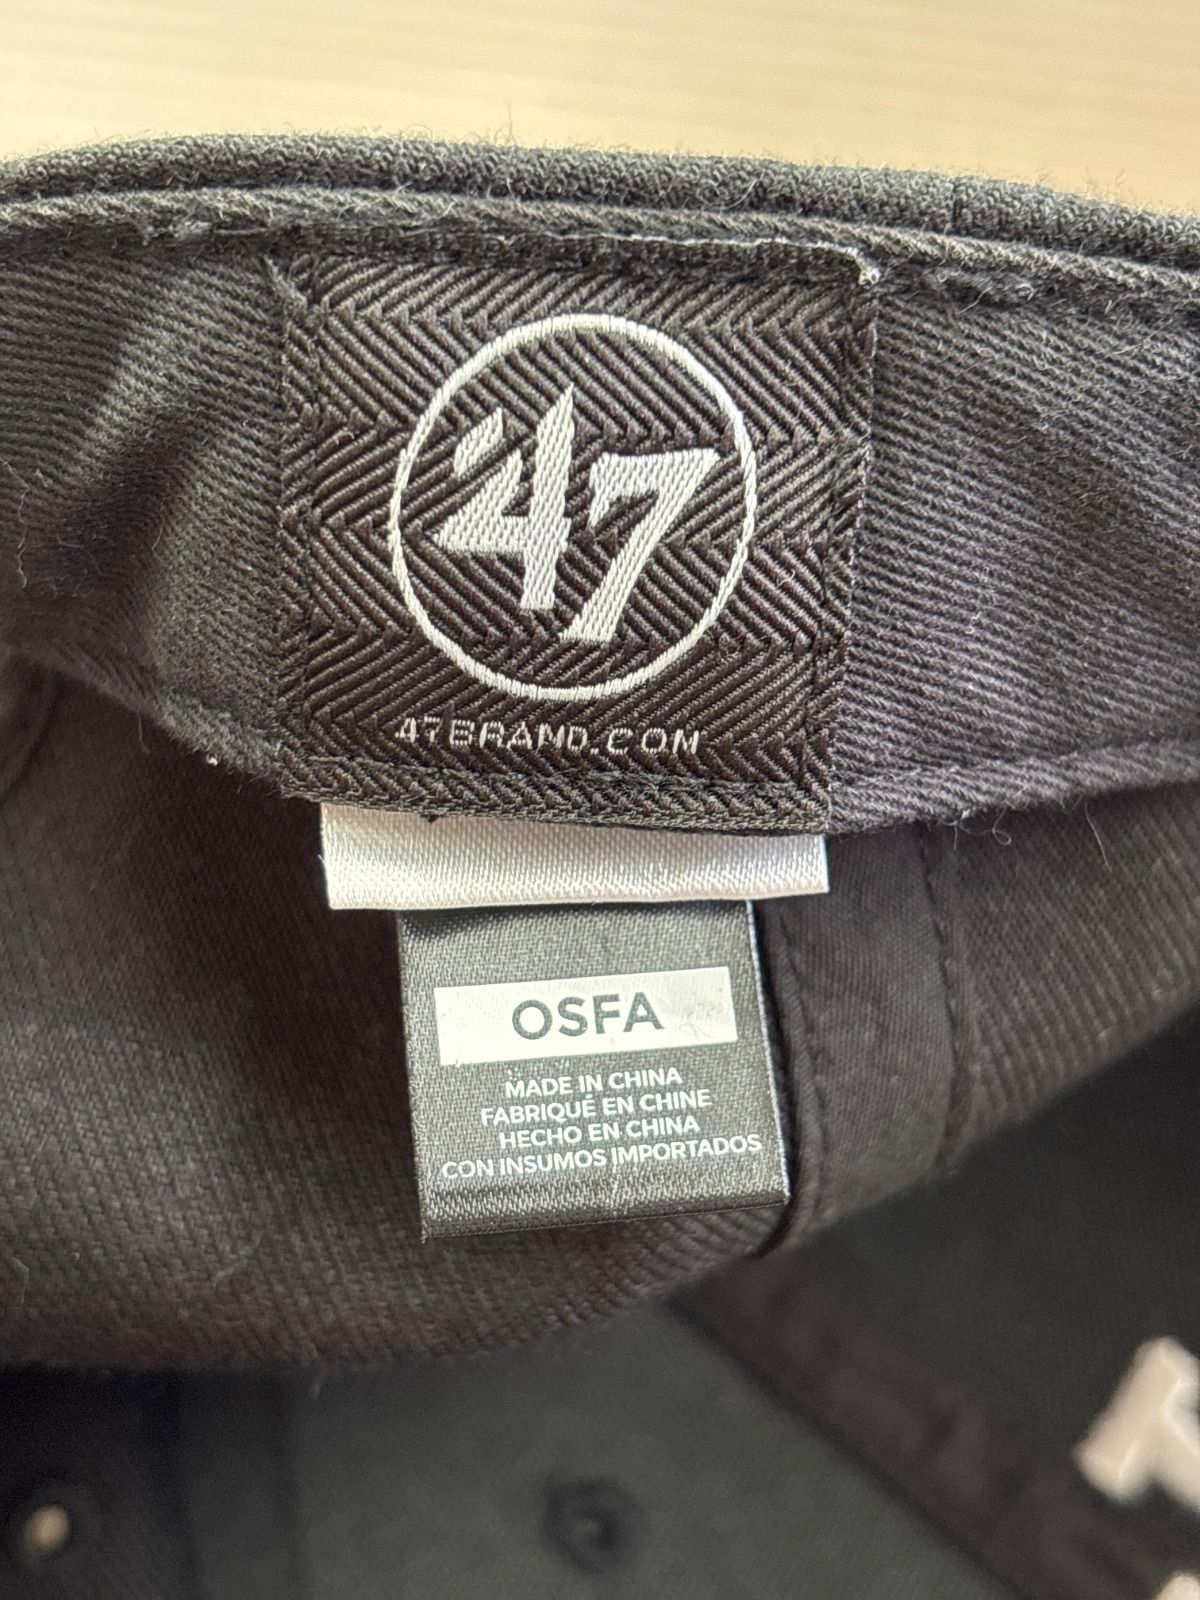 47
47BRAND.COM
OSFA
MADE IN CHINA
FABRIQUÉ EN CHINE
HECHO EN CHINA
CON INSUMOS IMPORTADOS